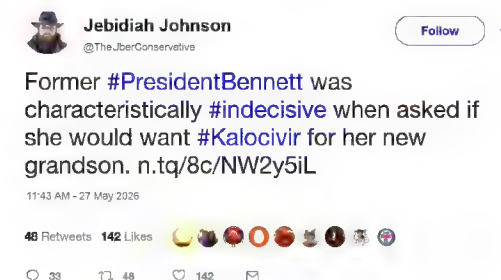 Jebidiah Johnson
@TheJberConservative
Follow
Former #PresidentBennett was
characteristically #indecisive when asked if
she would want #Kalocivir for her new
grandson. n.tq/8c/NW2y5iL
11:43 AM - 27 May 2026
48 Retweets 142 Likes
33 48 142